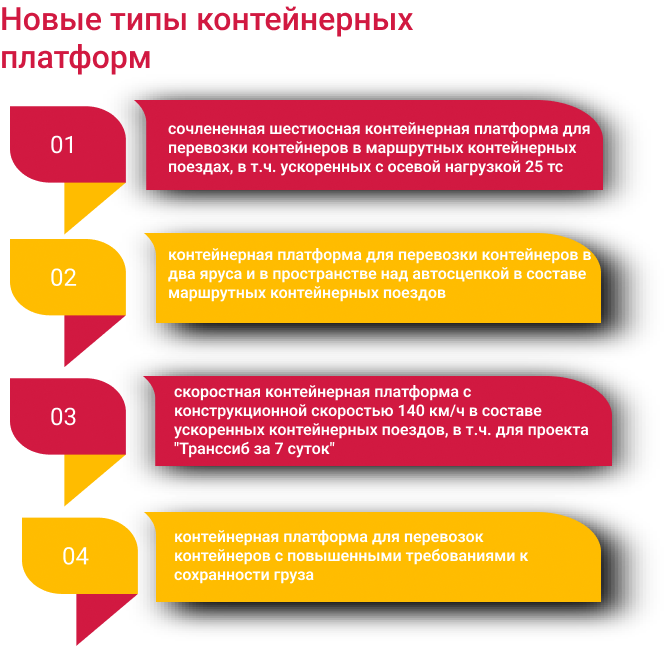 Новые типы контейнерных
платформ
01
сочлененная шестиосная контейнерная платформа для
перевозки контейнеров в маршрутных контейнерных
поездах, в т.ч. ускоренных с осевой нагрузкой 25 тс
02
контейнерная платформа для перевозки контейнеров в
два яруса и в пространстве над автосцепкой в составе
маршрутных контейнерных поездов
03
скоростная контейнерная платформа с
конструкционной скоростью 140 км/ч в составе
ускоренных контейнерных поездов, в т.ч. для проекта
"Транссиб за 7 суток"
04
контейнерная платформа для перевозок
контейнеров с повышенными требованиями к
сохранности груза